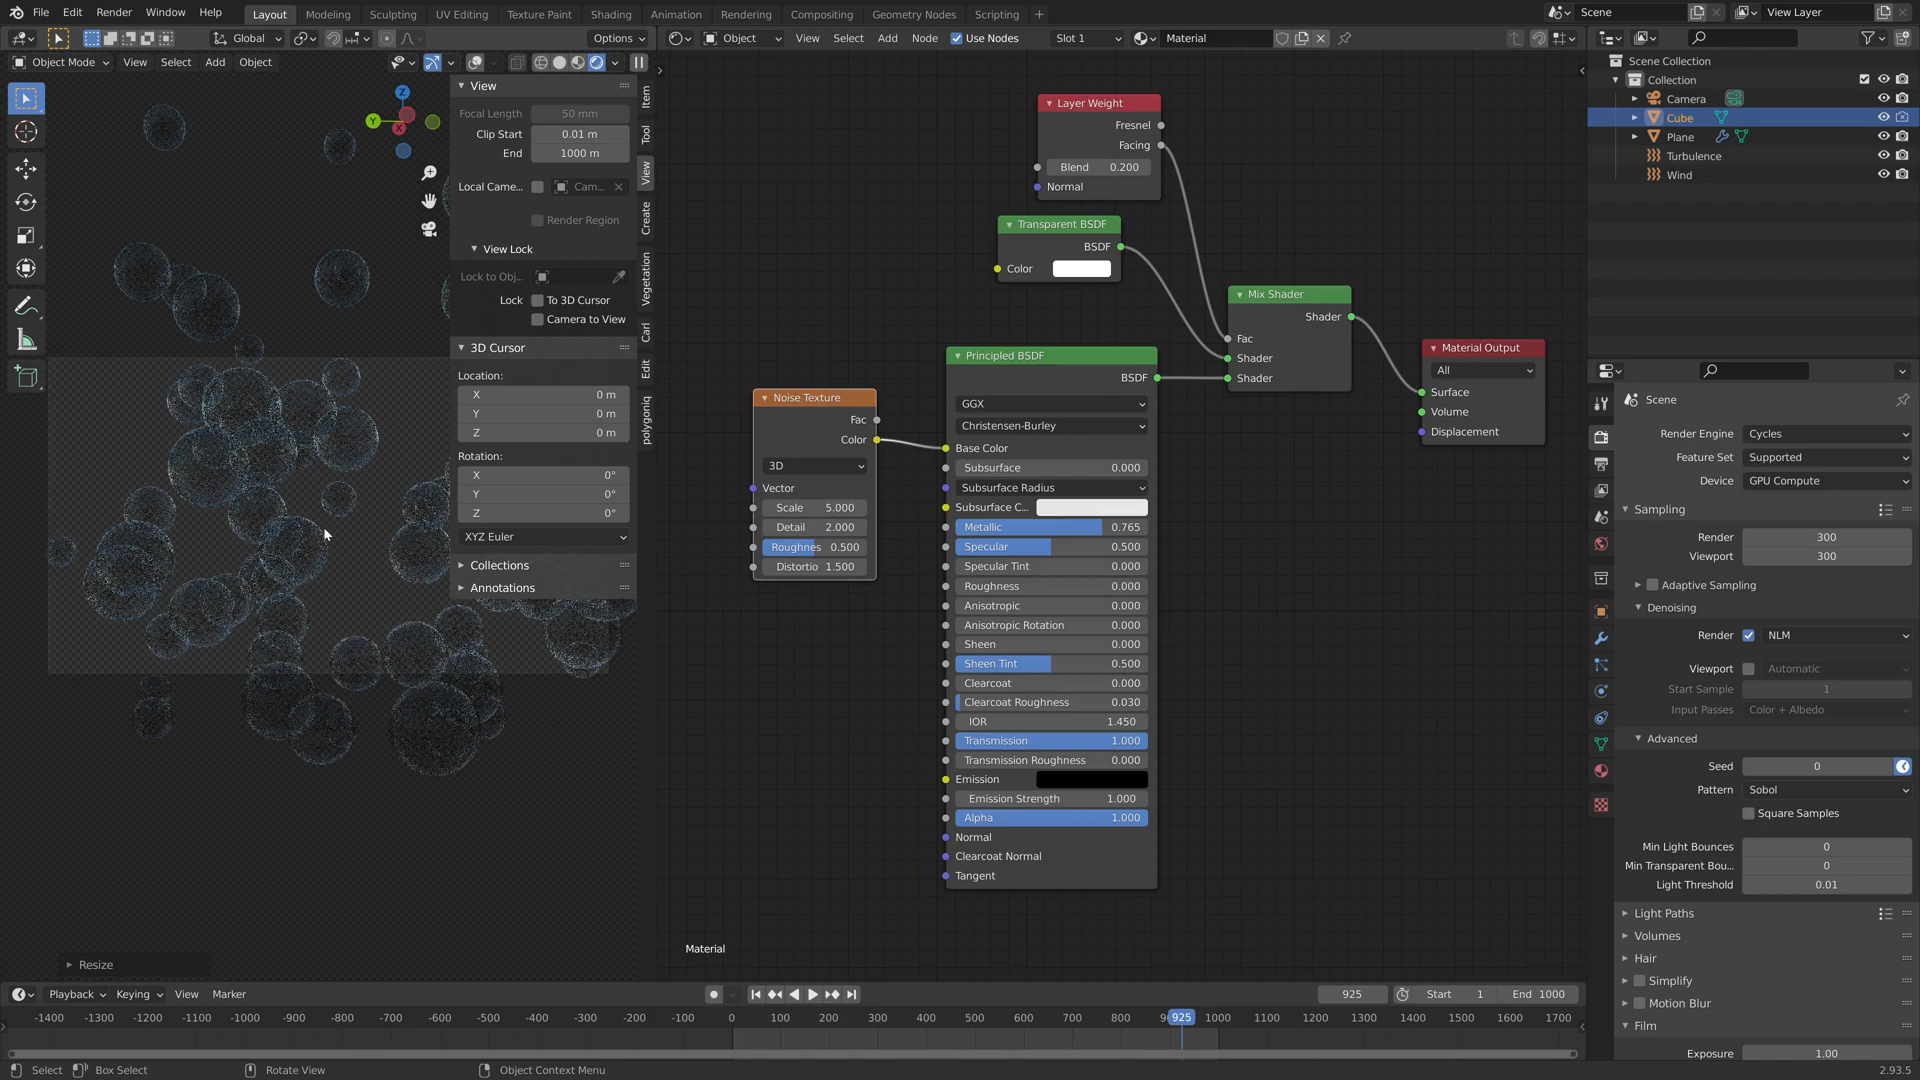 File Edit Render Window Help Layout Modeling Sculpting UV Editing Texture Paint Shading Animation Rendering Compositing Geometry Nodes Scripting Scene View Layer
Global Options Object View Select Add Node Use Nodes Slot 1 Material
Object Mode View Select Add Object
View
Focal Length 50 mm
Clip Start 0.01 m
End 1000 m
Local Came... Cam...
Render Region
View Lock
Lock to Obj...
Lock To 3D Cursor
Camera to View
3D Cursor
Location:
X 0 m
Y 0 m
Z 0 m
Rotation:
X 0°
Y 0°
Z 0°
XYZ Euler
Collections
Annotations
Item
Tool
View
Create
Vegetation
Carl
Edit
polygoniq
Z
Y
X
Resize
Layer Weight
Fresnel
Facing
Blend 0.200
Normal
Transparent BSDF
BSDF
Color
Mix Shader
Shader
Fac
Shader
Shader
Material Output
All
Surface
Volume
Displacement
Noise Texture
Fac
Color
3D
Vector
Scale 5.000
Detail 2.000
Roughnes 0.500
Distortio 1.500
Principled BSDF
BSDF
GGX
Christensen-Burley
Base Color
Subsurface 0.000
Subsurface Radius
Subsurface C...
Metallic 0.765
Specular 0.500
Specular Tint 0.000
Roughness 0.000
Anisotropic 0.000
Anisotropic Rotation 0.000
Sheen 0.000
Sheen Tint 0.500
Clearcoat 0.000
Clearcoat Roughness 0.030
IOR 1.450
Transmission 1.000
Transmission Roughness 0.000
Emission
Emission Strength 1.000
Alpha 1.000
Normal
Clearcoat Normal
Tangent
Material
Scene Collection
Collection
Camera
Cube
Plane
Turbulence
Wind
Scene
Render Engine Cycles
Feature Set Supported
Device GPU Compute
Sampling
Render 300
Viewport 300
Adaptive Sampling
Denoising
Render NLM
Viewport Automatic
Start Sample 1
Input Passes Color + Albedo
Advanced
Seed 0
Pattern Sobol
Square Samples
Min Light Bounces 0
Min Transparent Bou... 0
Light Threshold 0.01
Light Paths
Volumes
Hair
Simplify
Motion Blur
Film
Exposure 1.00
Playback Keying View Marker 925 Start 1 End 1000
-1400 -1300 -1200 -1100 -1000 -900 -800 -700 -600 -500 -400 -300 -200 -100 0 100 200 300 400 500 600 700 800 925 1000 1100 1200 1300 1400 1500 1600 1700
Select Box Select Rotate View Object Context Menu 2.93.5